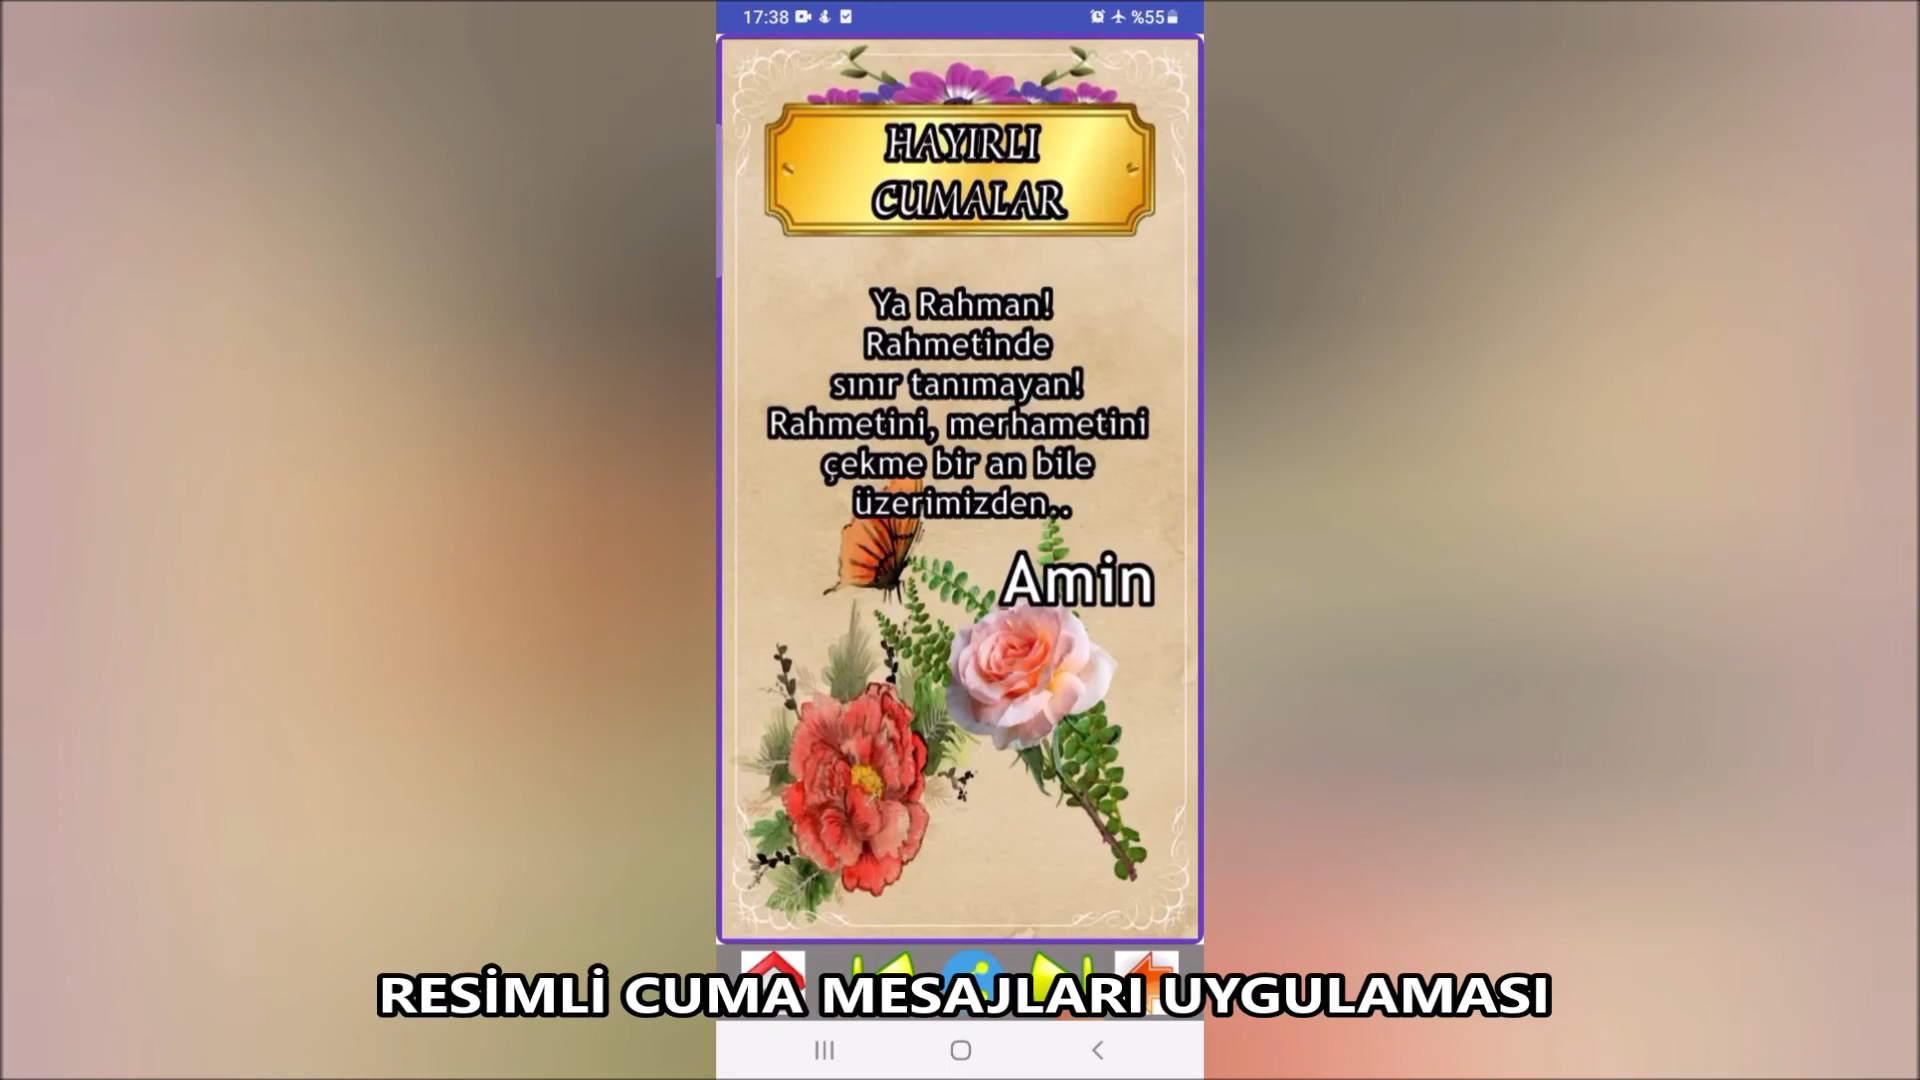 17:38
%55
HAYIRLI
CUMALAR
Ya Rahman!
Rahmetinde
sınır tanımayan!
Rahmetini, merhametini
çekme bir an bile
üzerimizden..
Amin
RESİMLİ CUMA MESAJLARI UYGULAMASI